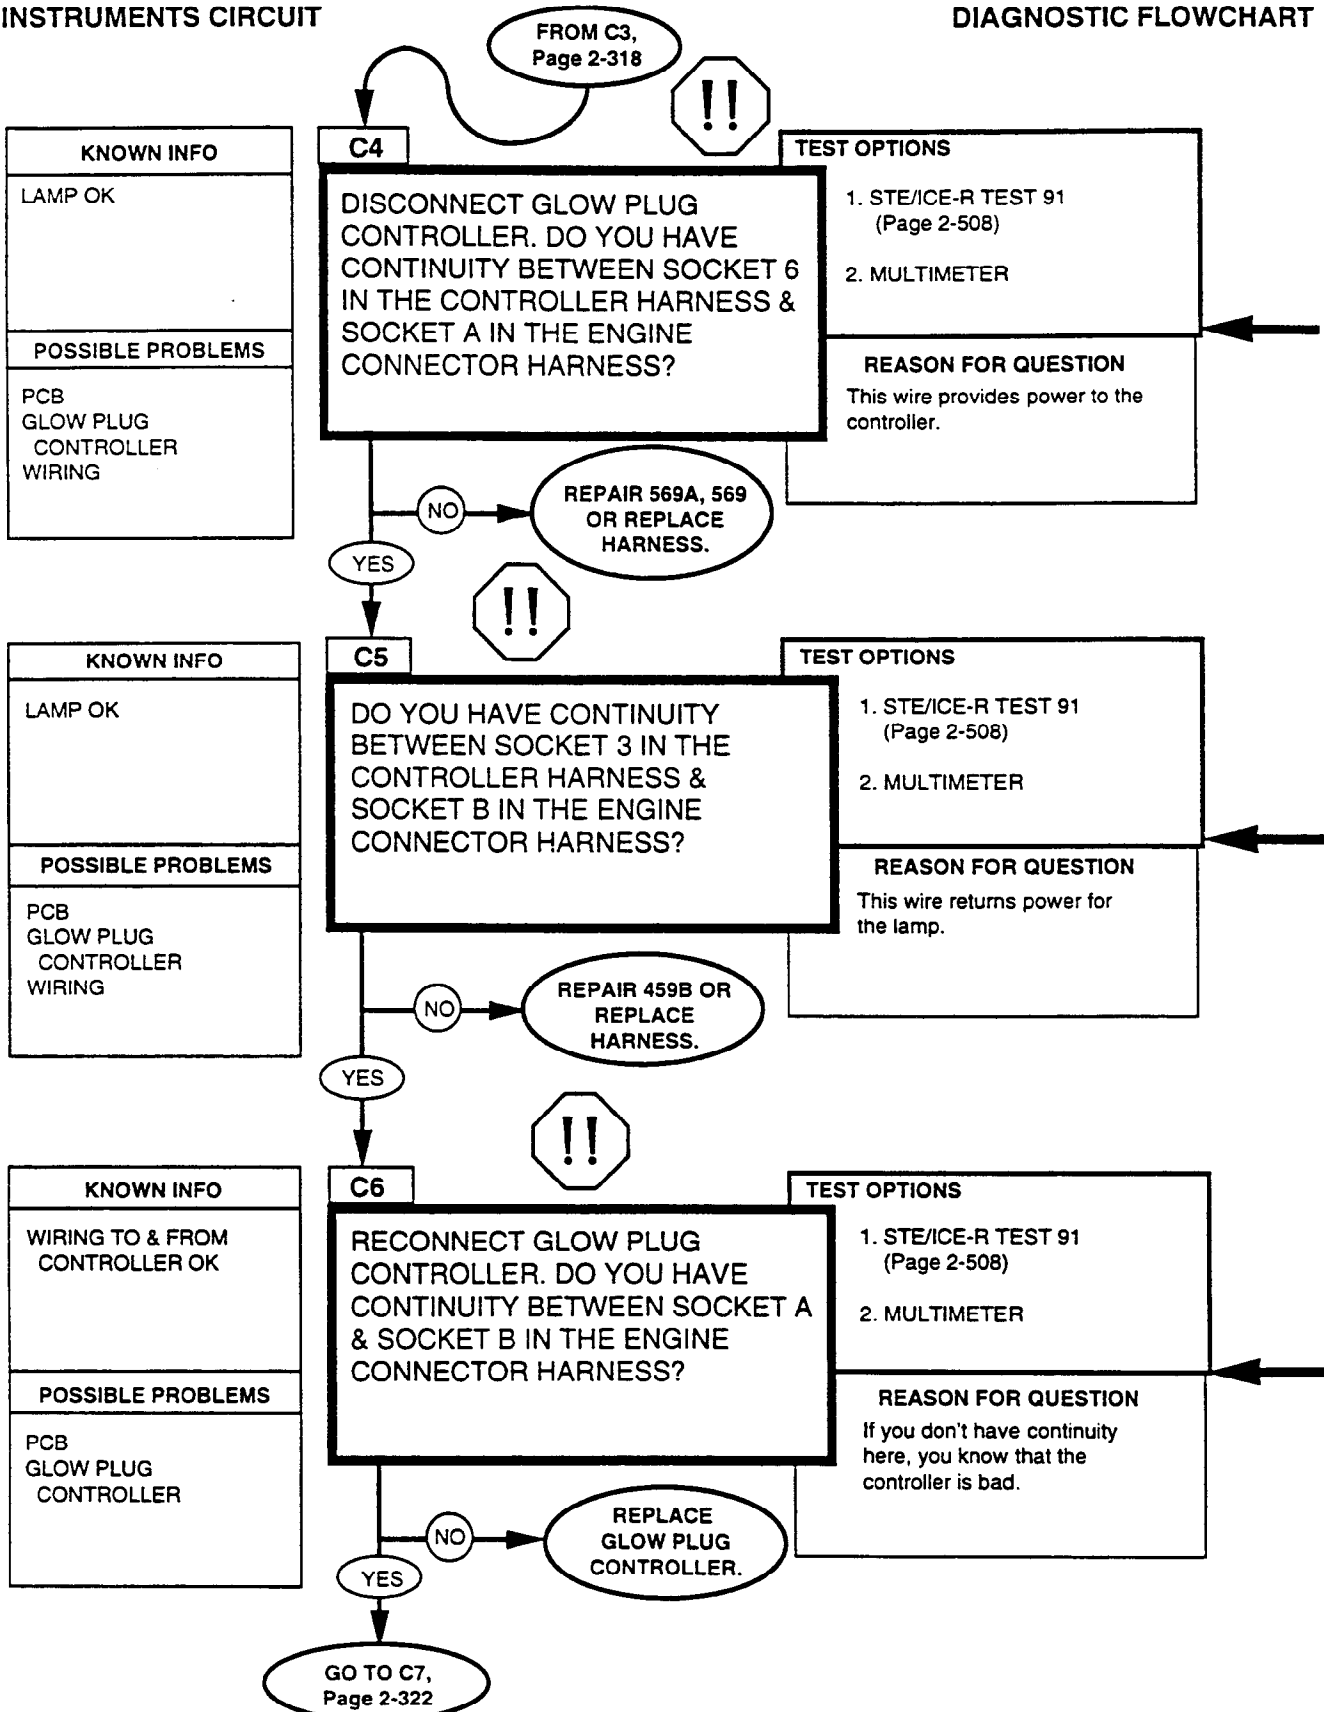 INSTRUMENTS CIRCUIT
DIAGNOSTIC FLOWCHART
FROM C3,
Page 2-318
!!
KNOWN INFO
LAMP OK
POSSIBLE PROBLEMS
PCB
GLOW PLUG
CONTROLLER
WIRING
C4
DISCONNECT GLOW PLUG
CONTROLLER. DO YOU HAVE
CONTINUITY BETWEEN SOCKET 6
IN THE CONTROLLER HARNESS &
SOCKET A IN THE ENGINE
CONNECTOR HARNESS?
TEST OPTIONS
1. STE/ICE-R TEST 91
(Page 2-508)
2. MULTIMETER
REASON FOR QUESTION
This wire provides power to the
controller.
NO
REPAIR 569A, 569
OR REPLACE
HARNESS.
YES
!!
KNOWN INFO
LAMP OK
POSSIBLE PROBLEMS
PCB
GLOW PLUG
CONTROLLER
WIRING
C5
DO YOU HAVE CONTINUITY
BETWEEN SOCKET 3 IN THE
CONTROLLER HARNESS &
SOCKET B IN THE ENGINE
CONNECTOR HARNESS?
TEST OPTIONS
1. STE/ICE-R TEST 91
(Page 2-508)
2. MULTIMETER
REASON FOR QUESTION
This wire returns power for
the lamp.
NO
REPAIR 459B OR
REPLACE
HARNESS.
YES
!!
KNOWN INFO
WIRING TO & FROM
CONTROLLER OK
POSSIBLE PROBLEMS
PCB
GLOW PLUG
CONTROLLER
C6
RECONNECT GLOW PLUG
CONTROLLER. DO YOU HAVE
CONTINUITY BETWEEN SOCKET A
& SOCKET B IN THE ENGINE
CONNECTOR HARNESS?
TEST OPTIONS
1. STE/ICE-R TEST 91
(Page 2-508)
2. MULTIMETER
REASON FOR QUESTION
If you don't have continuity
here, you know that the
controller is bad.
NO
REPLACE
GLOW PLUG
CONTROLLER.
YES
GO TO C7,
Page 2-322